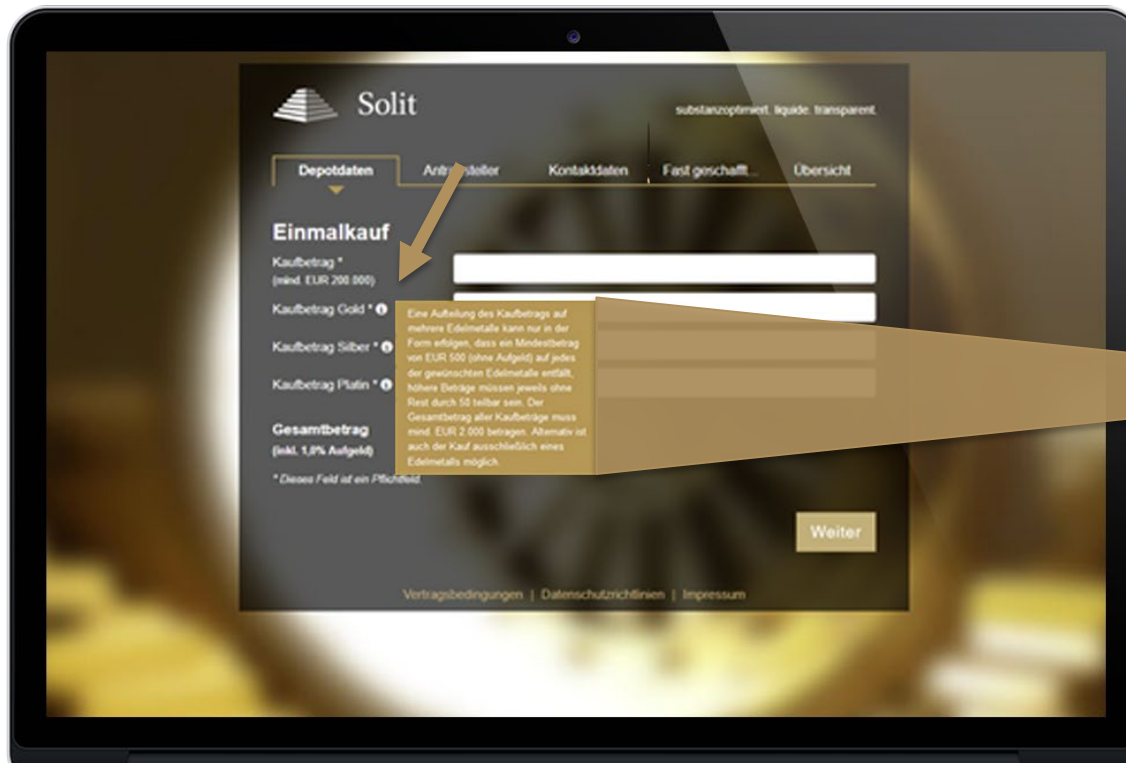 Solit
substanzoptimiert. liquide. transparent.
Depotdaten
Kontaktdaten
Fast geschafft...
Übersicht
Einmalkauf
Kaufbetrag *
(mind. EUR 200.000)
Kaufbetrag Gold *
Kaufbetrag Silber *
Kaufbetrag Platin *
Eine Aufteilung des Kaufbetrags auf
mehrere Edelmetalle kann nur in der
Form erfolgen, dass ein Mindestbetrag
von EUR 500 (ohne Aufgeld) auf jedes
der gewünschten Edelmetalle entfällt,
höhere Beträge müssen jeweils ohne
Rest durch 50 teilbar sein. Der
Gesamtbetrag aller Kaufbeträge muss
mind. EUR 2.000 betragen. Alternativ ist
auch der Kauf ausschließlich eines
Edelmetalls möglich.
Gesamtbetrag
(inkl. 1,0% Aufgeld)
* Dieses Feld ist ein Pflichtfeld.
Weiter
Vertragsbedingungen | Datenschutzrichtlinien | Impressum